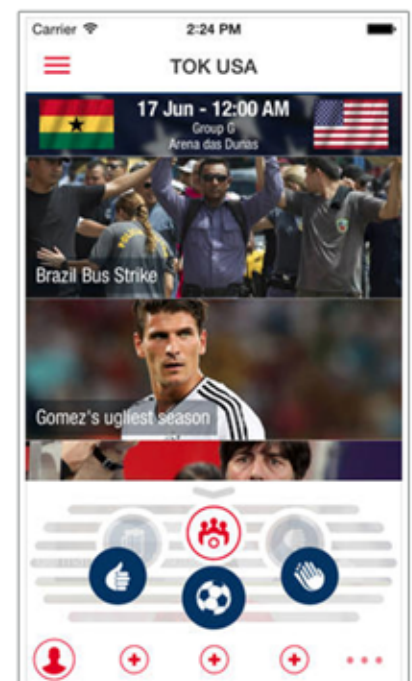 Carrier
2:24 PM
TOK USA
17 Jun - 12:00 AM
Group G
Arena das Dunas
Brazil Bus Strike
Gomez's ugliest season